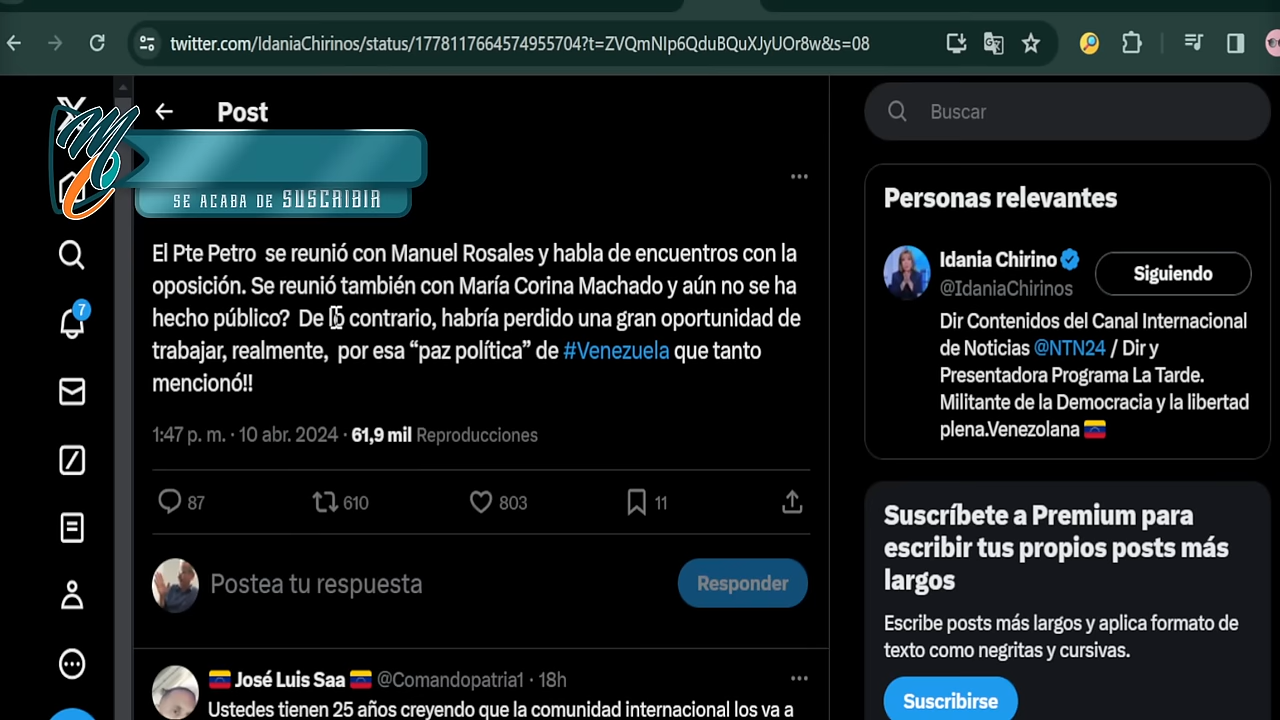 twitter.com/IdaniaChirinos/status/1778117664574955704?t=ZVQmNIp6QduBQuXJyUOr8w&s=08
Post
Buscar
SE ACABA DE SUSCRIBIR
El Pte Petro se reunió con Manuel Rosales y habla de encuentros con la
oposición. Se reunió también con María Corina Machado y aún no se ha
hecho público? De lo contrario, habría perdido una gran oportunidad de
trabajar, realmente, por esa “paz política” de #Venezuela que tanto
mencionó!!
1:47 p. m. · 10 abr. 2024 · 61,9 mil Reproducciones
87 610 803 11
Postea tu respuesta
Responder
José Luis Saa @Comandopatria1 · 18h
Ustedes tienen 25 años creyendo que la comunidad internacional los va a
7
Personas relevantes
Idania Chirino
@IdaniaChirinos
Siguiendo
Dir Contenidos del Canal Internacional
de Noticias @NTN24 / Dir y
Presentadora Programa La Tarde.
Militante de la Democracia y la libertad
plena.Venezolana
Suscríbete a Premium para
escribir tus propios posts más
largos
Escribe posts más largos y aplica formato de
texto como negritas y cursivas.
Suscribirse